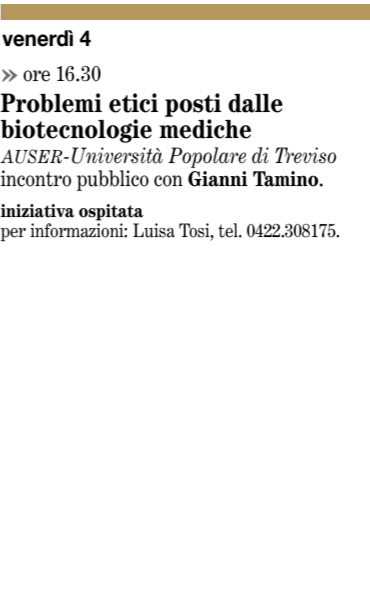 venerdì 4
» ore 16.30
Problemi etici posti dalle
biotecnologie mediche
AUSER-Università Popolare di Treviso
incontro pubblico con Gianni Tamino.
iniziativa ospitata
per informazioni: Luisa Tosi, tel. 0422.308175.